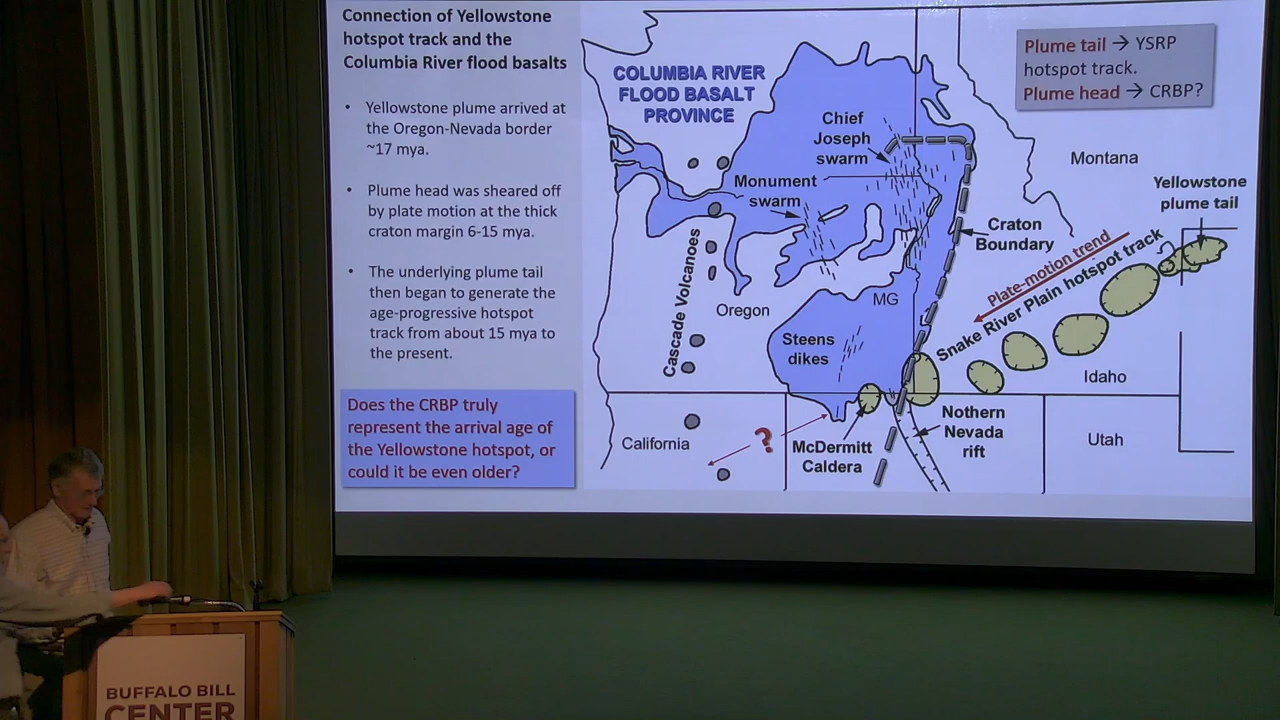 Connection of Yellowstone
hotspot track and the
Columbia River flood basalts
• Yellowstone plume arrived at
the Oregon-Nevada border
~17 mya.
• Plume head was sheared off
by plate motion at the thick
craton margin 6-15 mya.
• The underlying plume tail
then began to generate the
age-progressive hotspot
track from about 15 mya to
the present.
Does the CRBP truly
represent the arrival age of
the Yellowstone hotspot, or
could it be even older?
COLUMBIA RIVER
FLOOD BASALT
PROVINCE
Plume tail → YSRP
hotspot track.
Plume head → CRBP?
Chief
Joseph
swarm
Monument
swarm
Montana
Yellowstone
plume tail
Craton
Boundary
Plate-motion trend
Snake River Plain hotspot track
Cascade Volcanoes
Oregon
MG
Steens
dikes
Idaho
California
?
McDermitt
Caldera
Nothern
Nevada
rift
Utah
BUFFALO BILL
CENTER